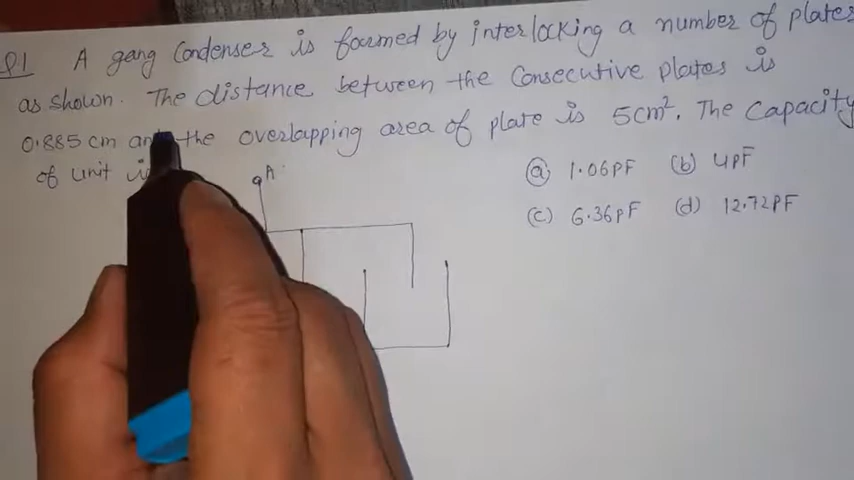 Q1 A gang Condenser is foumed by interlocking a number of plates
as shown. The distance between the Consecutive plates is
0.885 cm the overlapping area of plate is 5cm². The capacity
of unit
(a) 1.06PF (b) 4PF
(c) 6.36PF (d) 12.72PF
A